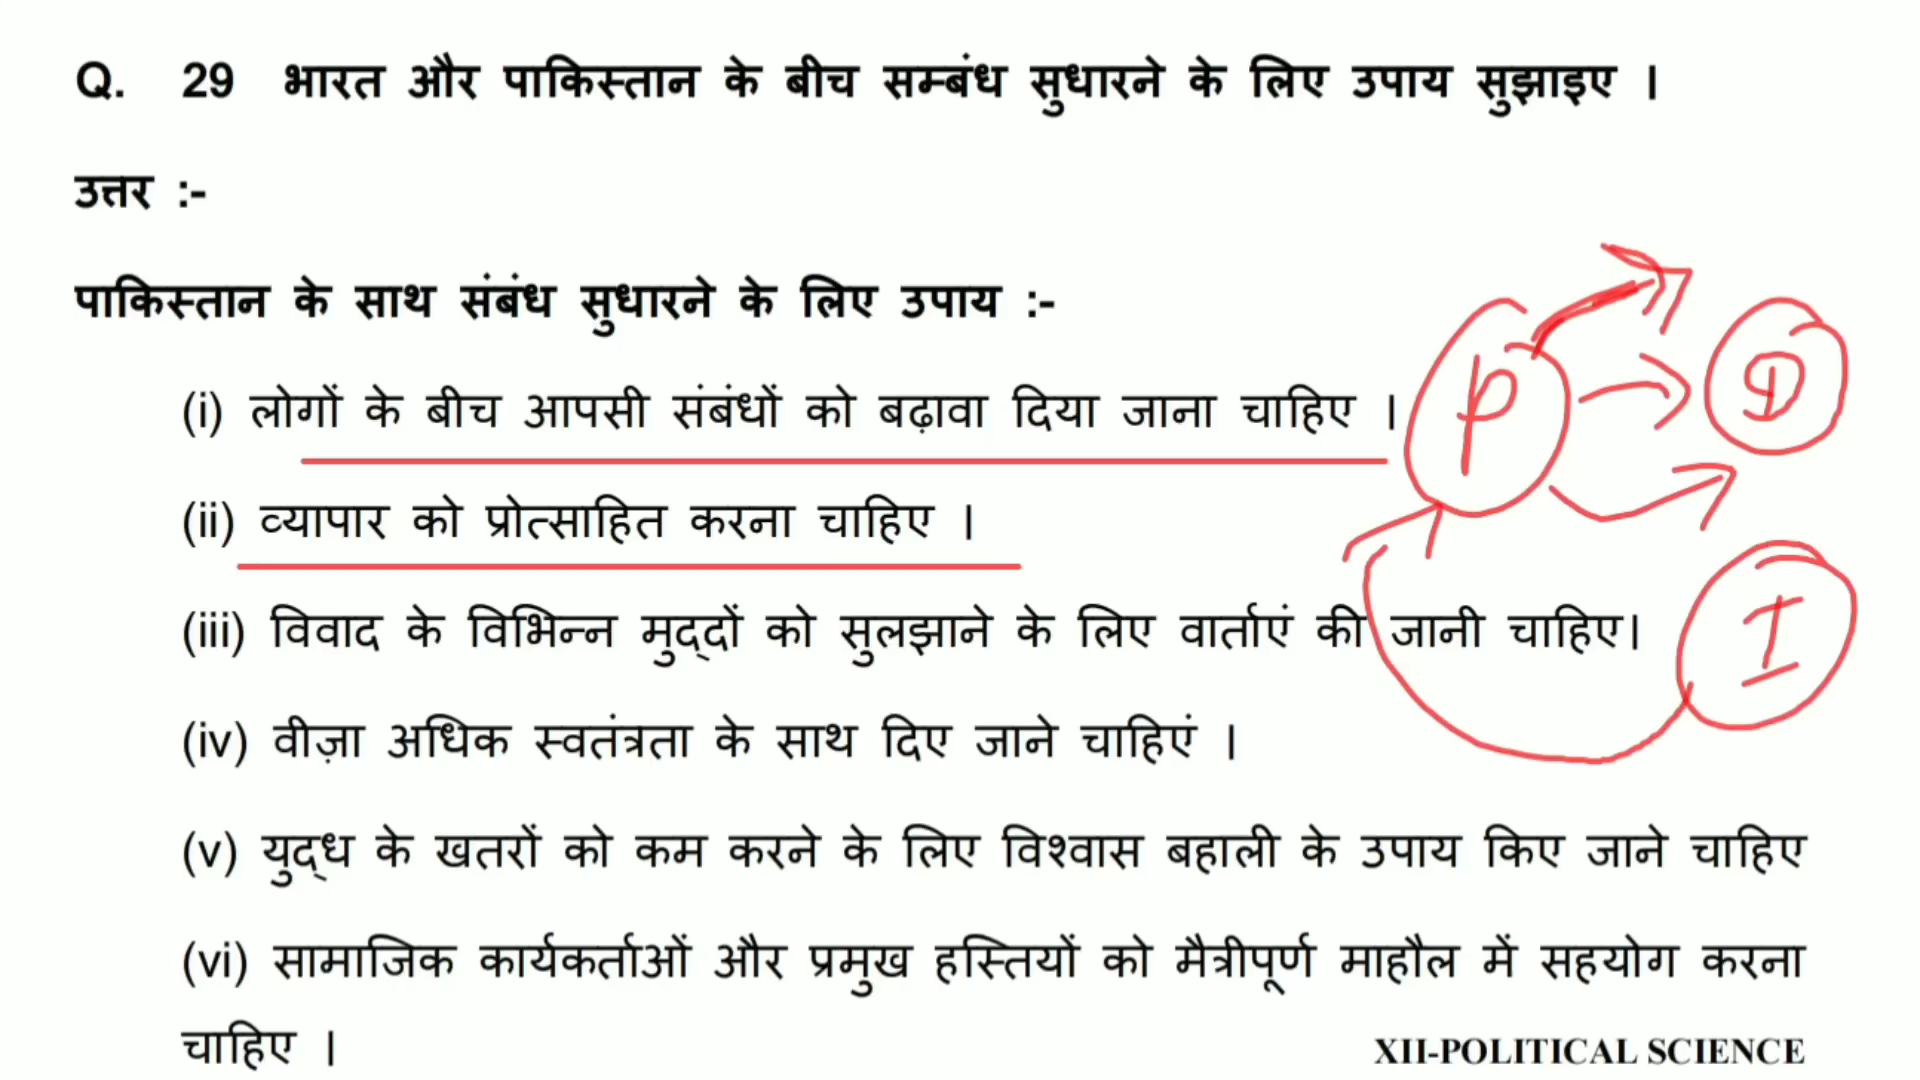 Q. 29 भारत और पाकिस्तान के बीच सम्बंध सुधारने के लिए उपाय सुझाइए ।
उत्तर :-
पाकिस्तान के साथ संबंध सुधारने के लिए उपाय :-
(i) लोगों के बीच आपसी संबंधों को बढ़ावा दिया जाना चाहिए ।
P
D
(ii) व्यापार को प्रोत्साहित करना चाहिए ।
(iii) विवाद के विभिन्न मुद्दों को सुलझाने के लिए वार्ताएं की जानी चाहिए।
I
(iv) वीज़ा अधिक स्वतंत्रता के साथ दिए जाने चाहिएं ।
(v) युद्ध के खतरों को कम करने के लिए विश्वास बहाली के उपाय किए जाने चाहिए
(vi) सामाजिक कार्यकर्ताओं और प्रमुख हस्तियों को मैत्रीपूर्ण माहौल में सहयोग करना
चाहिए ।
XII-POLITICAL SCIENCE